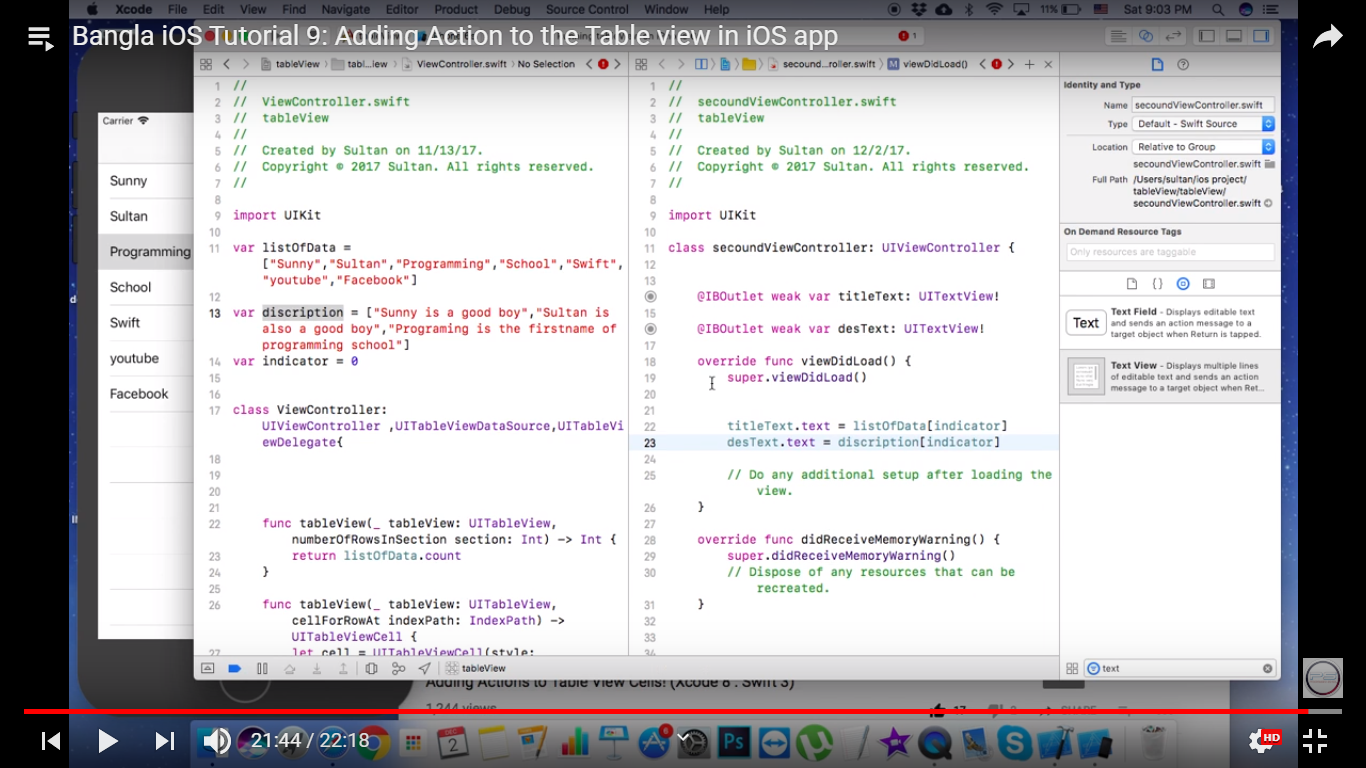 Xcode File Edit View Find Navigate Editor Product Debug Source Control Window Help 11% Sat 9:03 PM
Bangla iOS Tutorial 9: Adding Action to the Table view in iOS app
1
tableView tabl...iew ViewController.swift No Selection
secound...roller.swift M viewDidLoad()
Carrier
Sunny
Sultan
Programming
School
Swift
youtube
Facebook
1 //
2 // ViewController.swift
3 // tableView
4 //
5 // Created by Sultan on 11/13/17.
6 // Copyright © 2017 Sultan. All rights reserved.
7 //
8
9 import UIKit
10
11 var listOfData =
["Sunny","Sultan","Programming","School","Swift",
"youtube","Facebook"]
12
13 var discription = ["Sunny is a good boy","Sultan is
also a good boy","Programing is the firstname of
programming school"]
14 var indicator = 0
15
16
17 class ViewController:
UIViewController ,UITableViewDataSource,UITableVi
ewDelegate{
18
19
20
21
22 func tableView(_ tableView: UITableView,
numberOfRowsInSection section: Int) -> Int {
23 return listOfData.count
24 }
25
26 func tableView(_ tableView: UITableView,
cellForRowAt indexPath: IndexPath) ->
UITableViewCell {
27 let cell = UITableViewCell(style:
1 //
2 // secoundViewController.swift
3 // tableView
4 //
5 // Created by Sultan on 12/2/17.
6 // Copyright © 2017 Sultan. All rights reserved.
7 //
8
9 import UIKit
10
11 class secoundViewController: UIViewController {
12
13
@IBOutlet weak var titleText: UITextView!
15
@IBOutlet weak var desText: UITextView!
17
18 override func viewDidLoad() {
19 super.viewDidLoad()
20
21
22 titleText.text = listOfData[indicator]
23 desText.text = discription[indicator]
24
25 // Do any additional setup after loading the
view.
26 }
27
28 override func didReceiveMemoryWarning() {
29 super.didReceiveMemoryWarning()
30 // Dispose of any resources that can be
recreated.
31 }
32
33
34
Identity and Type
Name secoundViewController.swift
Type Default - Swift Source
Location Relative to Group
secoundViewController.swift
Full Path /Users/sultan/ios project/
tableView/tableView/
secoundViewController.swift
On Demand Resource Tags
Only resources are taggable
Text
Text Field - Displays editable text
and sends an action message to a
target object when Return is tapped.
Text View - Displays multiple lines
of editable text and sends an action
message to a target object when Ret...
tableView
text
Adding Actions to Table View Cells! (Xcode 8 : Swift 3)
1,244 views
17 2 SHARE
DEC
2
Ps
21:44 / 22:18
HD